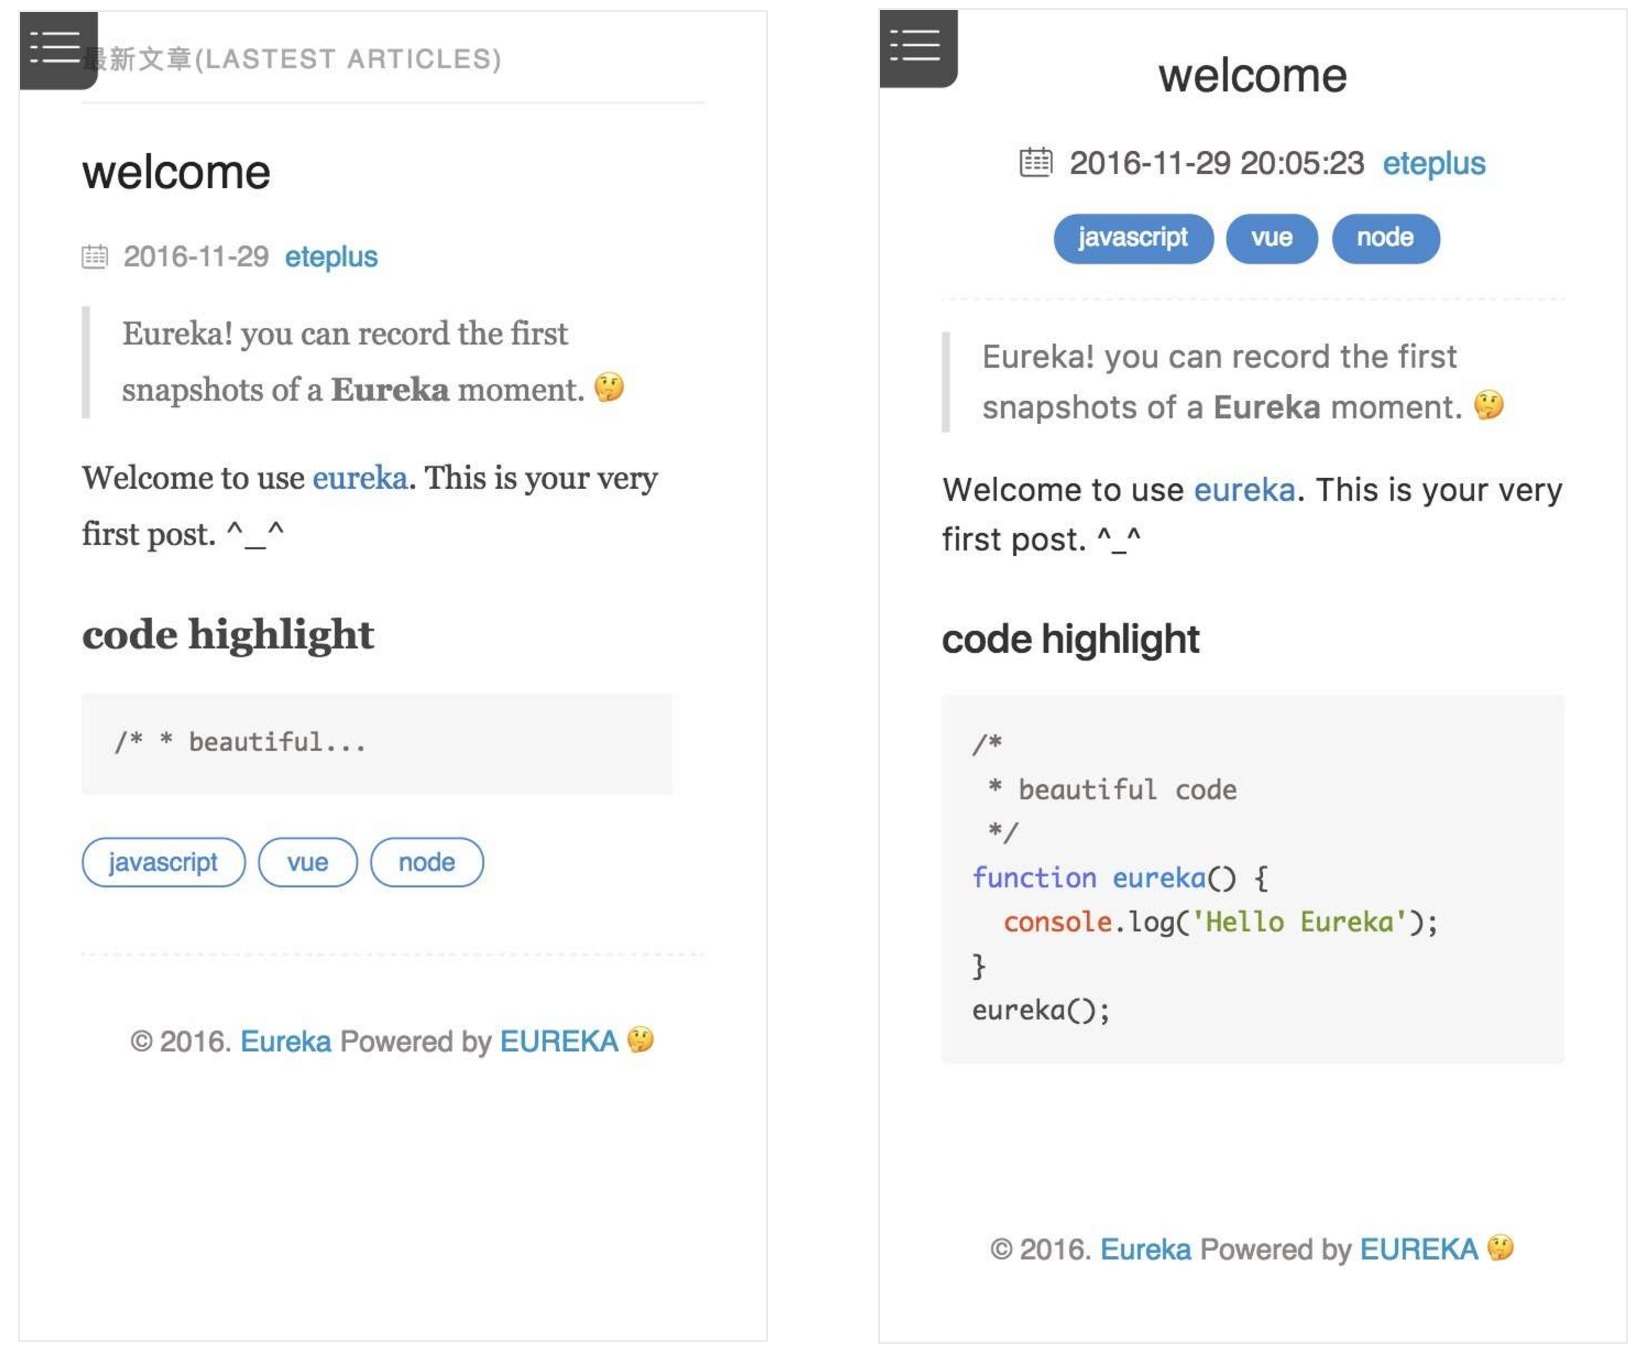 最新文章(LASTEST ARTICLES)
welcome
2016-11-29 eteplus
Eureka! you can record the first
snapshots of a Eureka moment. 🤔
Welcome to use eureka. This is your very
first post. ^_^
code highlight
/* * beautiful...
javascript vue node
© 2016. Eureka Powered by EUREKA 🤔
welcome
2016-11-29 20:05:23 eteplus
javascript vue node
Eureka! you can record the first
snapshots of a Eureka moment. 🤔
Welcome to use eureka. This is your very
first post. ^_^
code highlight
/*
 * beautiful code
 */
function eureka() {
  console.log('Hello Eureka');
}
eureka();
© 2016. Eureka Powered by EUREKA 🤔